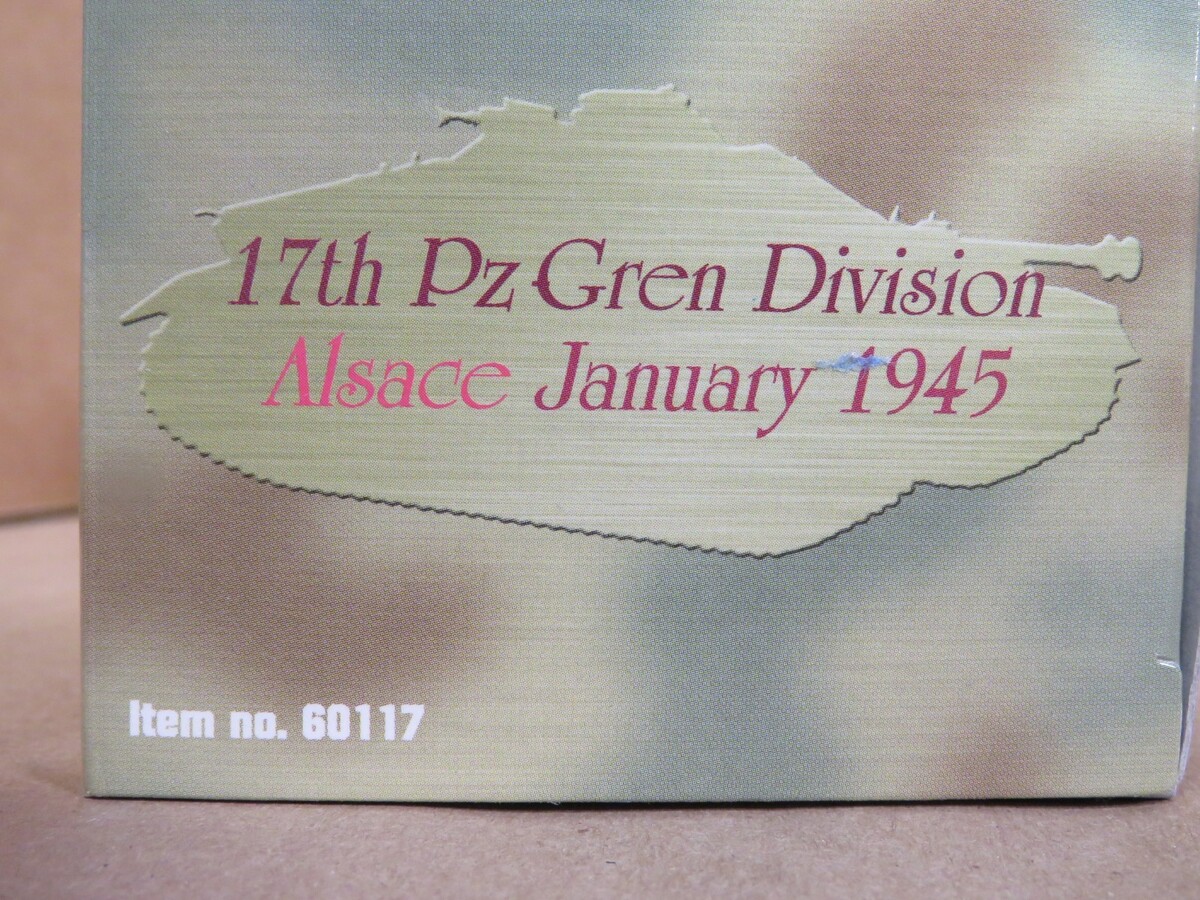 17th Pz Gren Division
Alsace January 1945
Item no. 60117